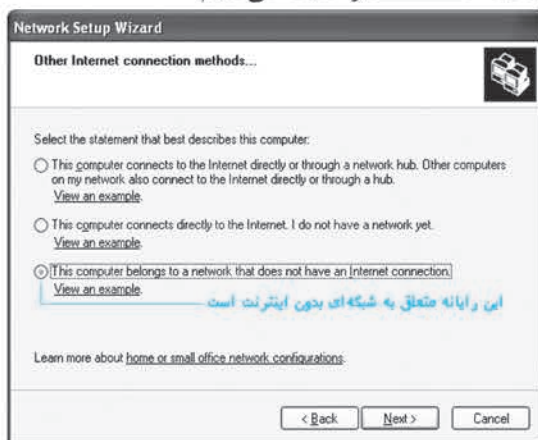 Network Setup Wizard
Other Internet connection methods...
Select the statement that best describes this computer:
This computer connects to the Internet directly or through a network hub. Other computers
on my network also connect to the Internet directly or through a hub.
View an example.
This computer connects directly to the Internet. I do not have a network yet.
View an example.
This computer belongs to a network that does not have an Internet connection.
View an example.
این رایانه متعلق به شبکه‌ای بدون اینترنت است
Learn more about home or small office network configurations.
< Back
Next >
Cancel